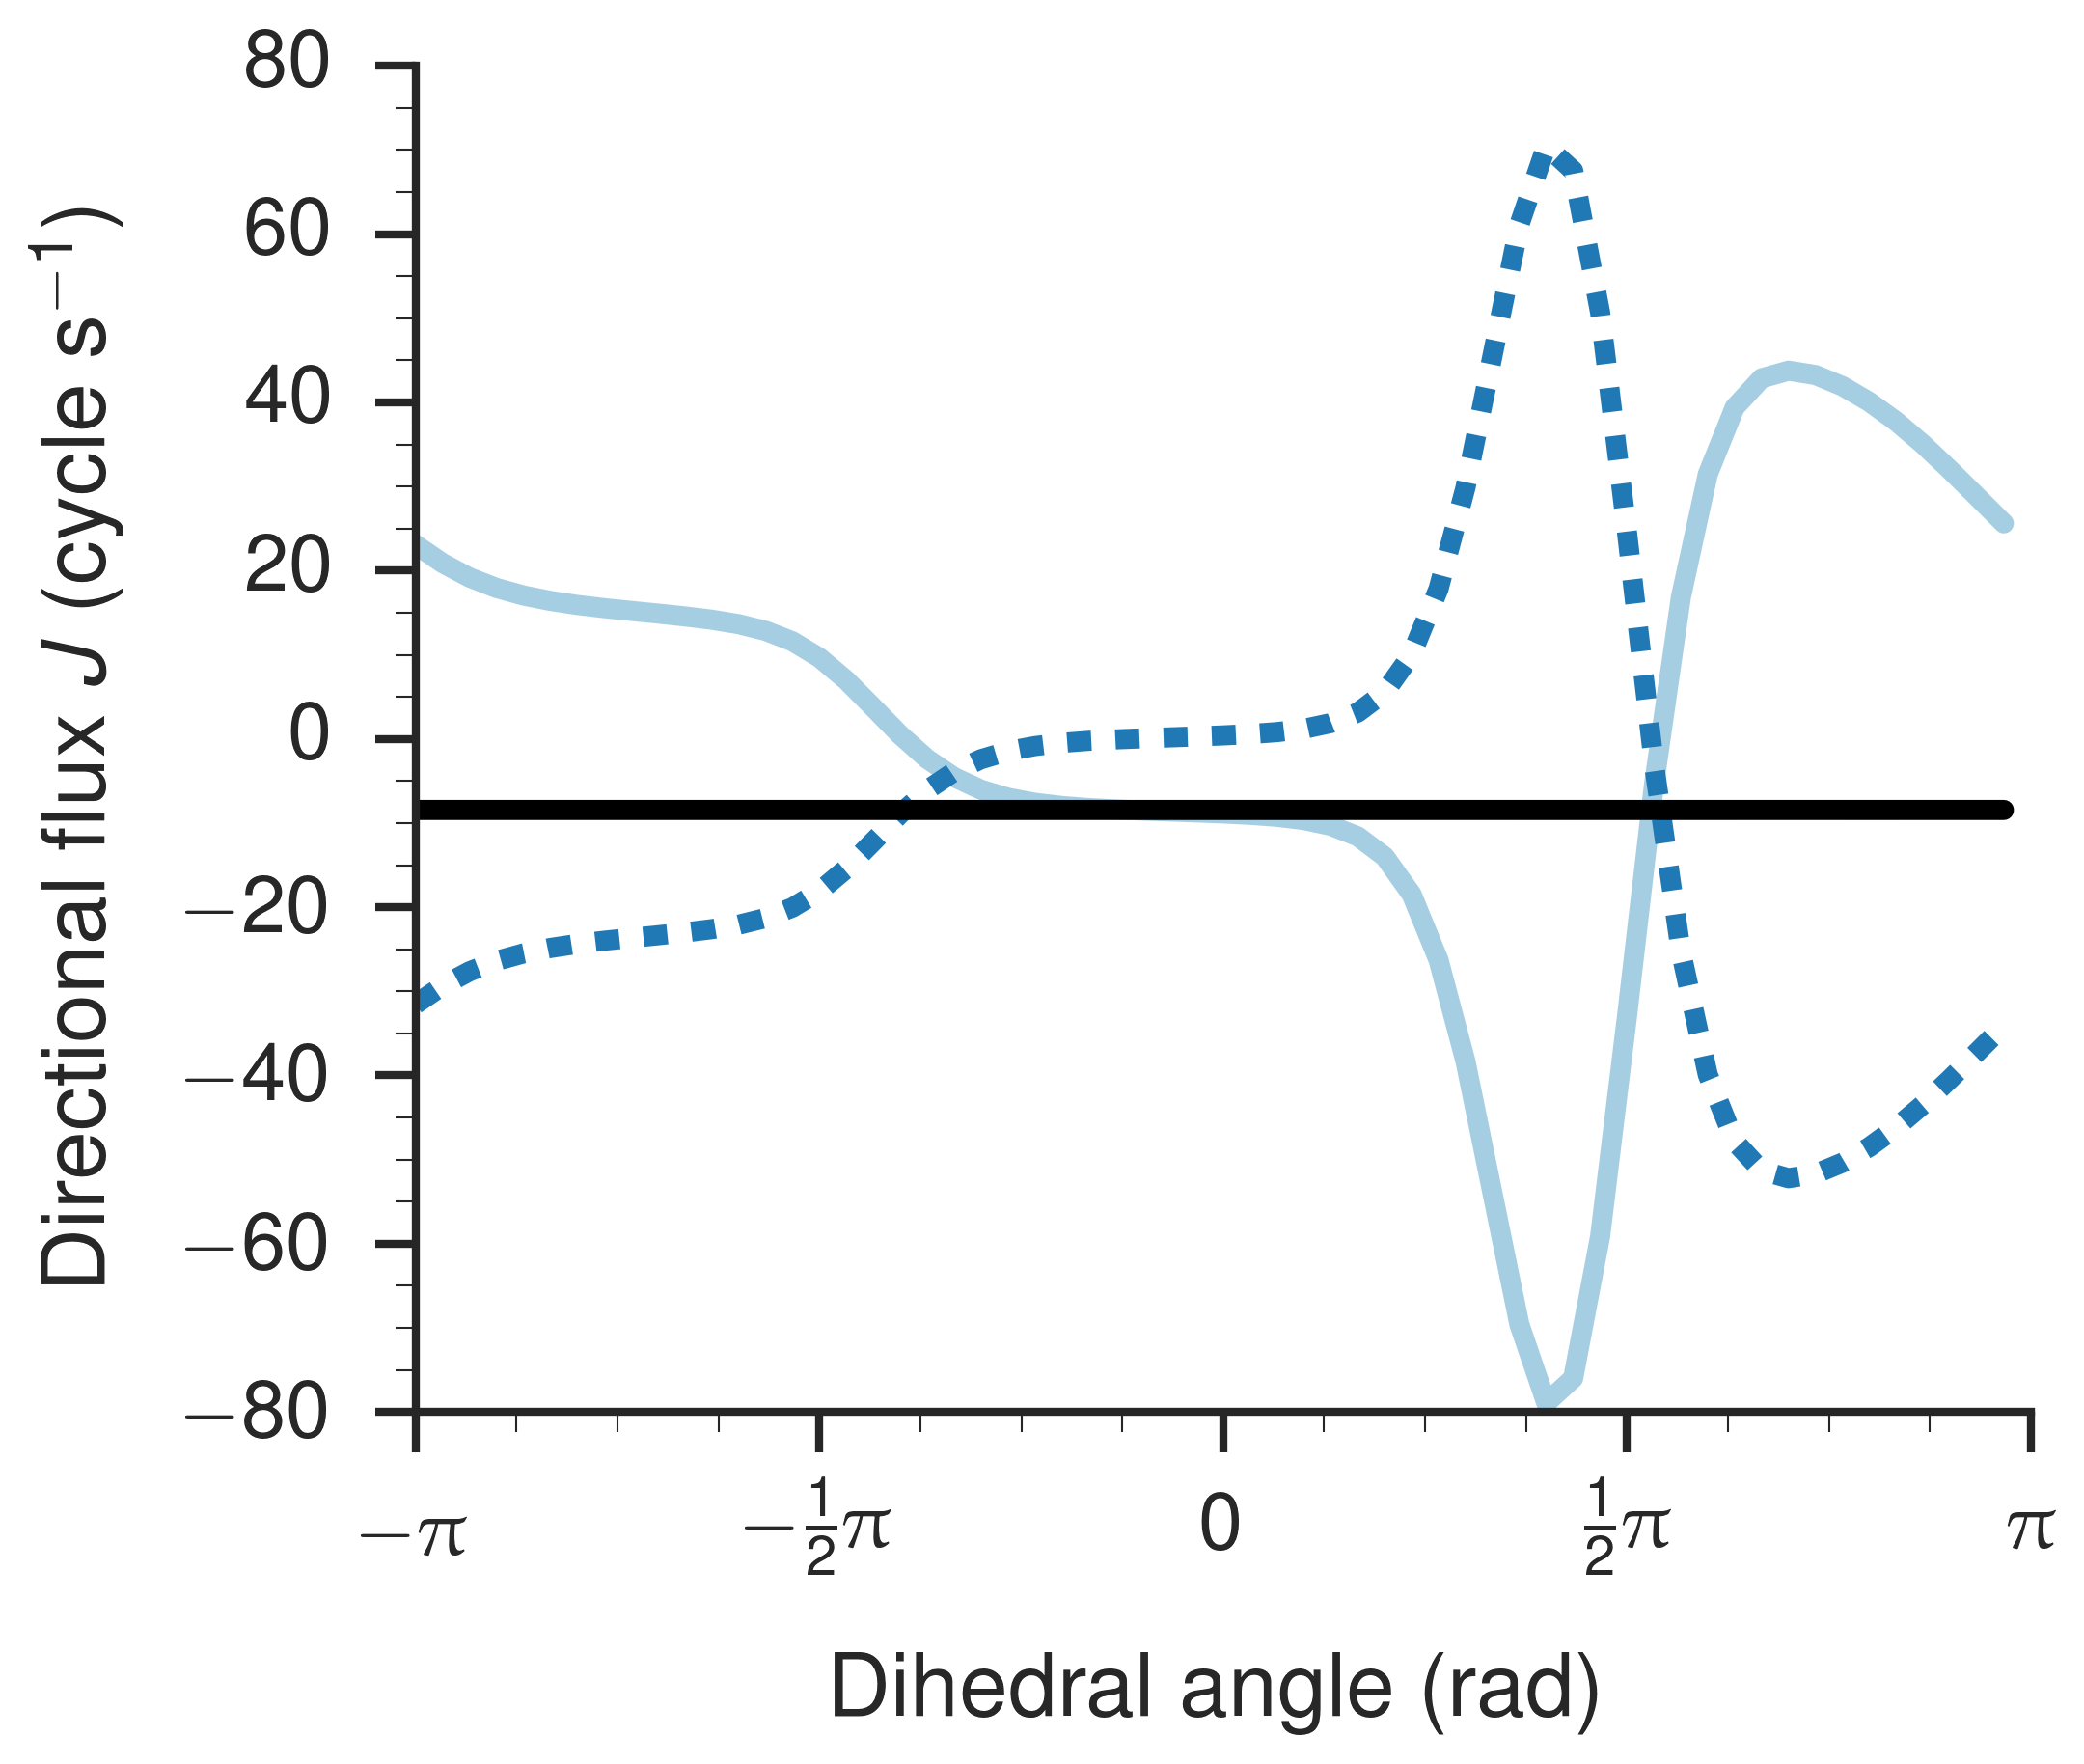 Directional flux J (cycle s⁻¹)
80
60
40
20
0
−20
−40
−60
−80
−π
−½π
0
½π
π
Dihedral angle (rad)